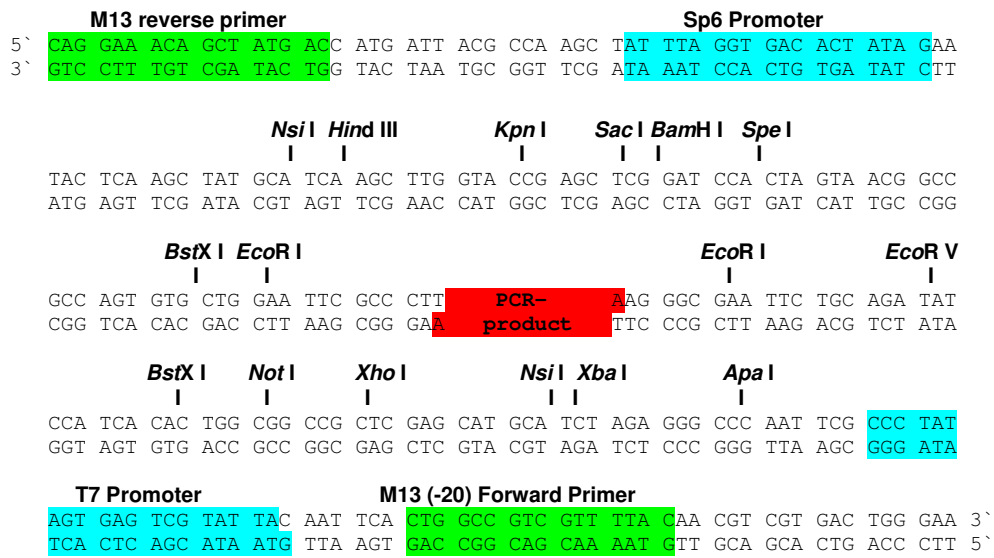 M13 reverse primer Sp6 Promoter
5` CAG GAA ACA GCT ATG ACC ATG ATT ACG CCA AGC TAT TTA GGT GAC ACT ATA GAA
3` GTC CTT TGT CGA TAC TGG TAC TAA TGC GGT TCG ATA AAT CCA CTG TGA TAT CTT
Nsi I Hind III Kpn I Sac I BamH I Spe I
TAC TCA AGC TAT GCA TCA AGC TTG GTA CCG AGC TCG GAT CCA CTA GTA ACG GCC
ATG AGT TCG ATA CGT AGT TCG AAC CAT GGC TCG AGC CTA GGT GAT CAT TGC CGG
BstX I EcoR I EcoR I EcoR V
GCC AGT GTG CTG GAA TTC GCC CTT PCR- AAG GGC GAA TTC TGC AGA TAT
CGG TCA CAC GAC CTT AAG CGG GAA product TTC CCG CTT AAG ACG TCT ATA
BstX I Not I Xho I Nsi I Xba I Apa I
CCA TCA CAC TGG CGG CCG CTC GAG CAT GCA TCT AGA GGG CCC AAT TCG CCC TAT
GGT AGT GTG ACC GCC GGC GAG CTC GTA CGT AGA TCT CCC GGG TTA AGC GGG ATA
T7 Promoter M13 (-20) Forward Primer
AGT GAG TCG TAT TAC AAT TCA CTG GCC GTC GTT TTA CAA CGT CGT GAC TGG GAA 3`
TCA CTC AGC ATA ATG TTA AGT GAC CGG CAG CAA AAT GTT GCA GCA CTG ACC CTT 5`